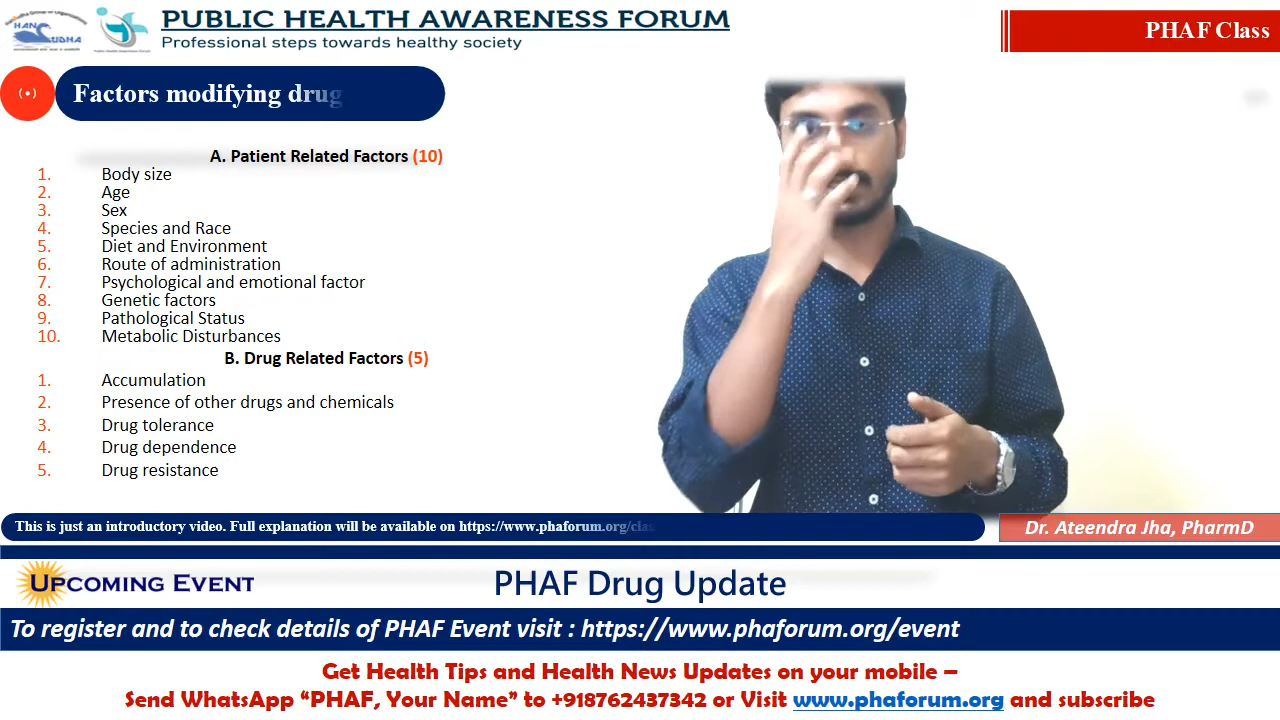 PUBLIC HEALTH AWARENESS FORUM
Professional steps towards healthy society
PHAF Class
HANS
SUDHA
Factors modifying drug
A. Patient Related Factors (10)
1. Body size
2. Age
3. Sex
4. Species and Race
5. Diet and Environment
6. Route of administration
7. Psychological and emotional factor
8. Genetic factors
9. Pathological Status
10. Metabolic Disturbances
B. Drug Related Factors (5)
1. Accumulation
2. Presence of other drugs and chemicals
3. Drug tolerance
4. Drug dependence
5. Drug resistance
This is just an introductory video. Full explanation will be available on https://www.phaforum.org/clas
Dr. Ateendra Jha, PharmD
UPCOMING EVENT
PHAF Drug Update
To register and to check details of PHAF Event visit : https://www.phaforum.org/event
Get Health Tips and Health News Updates on your mobile –
Send WhatsApp “PHAF, Your Name” to +918762437342 or Visit www.phaforum.org and subscribe